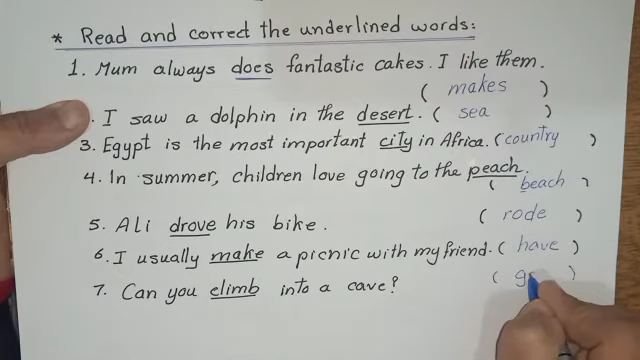 * Read and correct the underlined words:
1. Mum always does fantastic cakes. I like them.
( makes )
. I saw a dolphin in the desert. ( sea )
3. Egypt is the most important city in Africa. ( country )
4. In summer, children love going to the peach.
( beach )
5. Ali drove his bike. ( rode )
6. I usually make a picnic with my friend. ( have )
7. Can you climb into a cave? ( g )